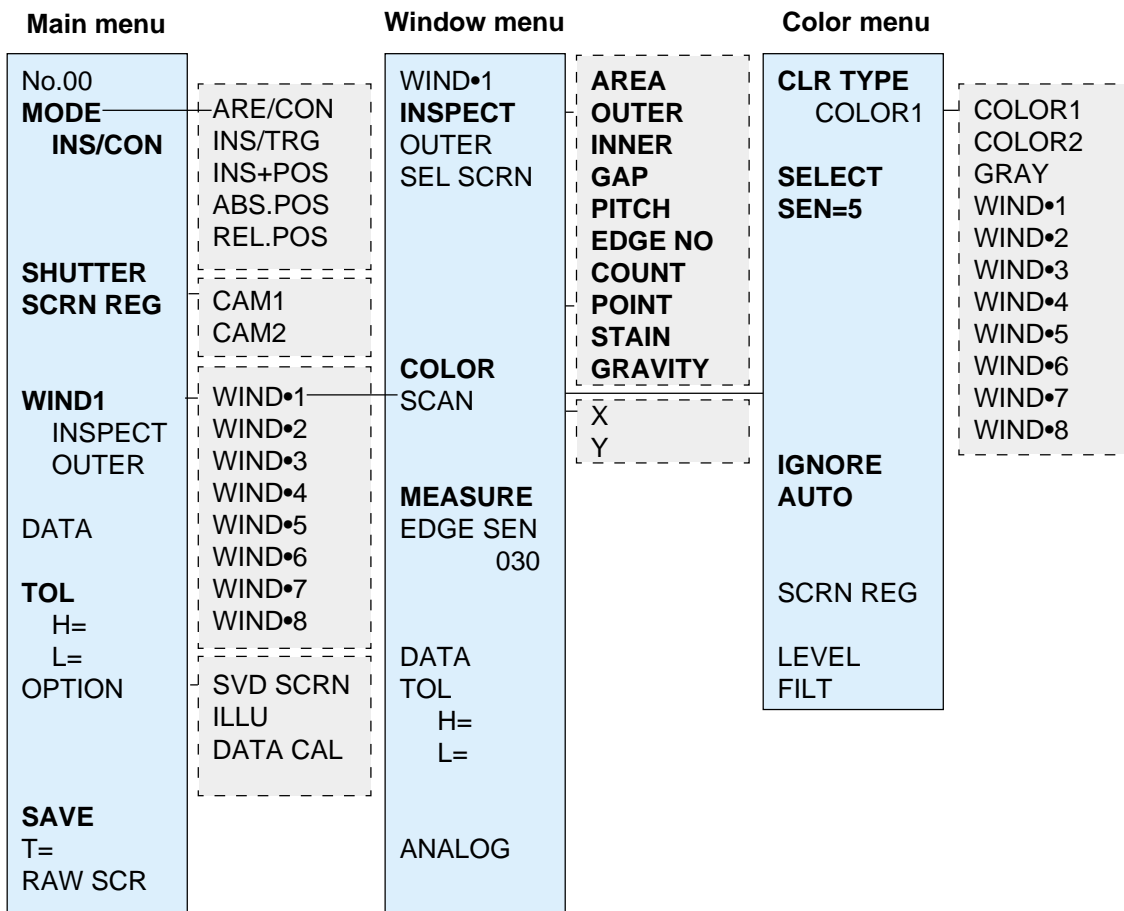 Main menu
No.00
MODE
INS/CON
SHUTTER
SCRN REG
WIND1
INSPECT
OUTER
DATA
TOL
H=
L=
OPTION
SAVE
T=
RAW SCR
ARE/CON
INS/TRG
INS+POS
ABS.POS
REL.POS
CAM1
CAM2
WIND•1
WIND•2
WIND•3
WIND•4
WIND•5
WIND•6
WIND•7
WIND•8
SVD SCRN
ILLU
DATA CAL
Window menu
WIND•1
INSPECT
OUTER
SEL SCRN
COLOR
SCAN
MEASURE
EDGE SEN
030
DATA
TOL
H=
L=
ANALOG
AREA
OUTER
INNER
GAP
PITCH
EDGE NO
COUNT
POINT
STAIN
GRAVITY
X
Y
Color menu
CLR TYPE
COLOR1
SELECT
SEN=5
IGNORE
AUTO
SCRN REG
LEVEL
FILT
COLOR1
COLOR2
GRAY
WIND•1
WIND•2
WIND•3
WIND•4
WIND•5
WIND•6
WIND•7
WIND•8